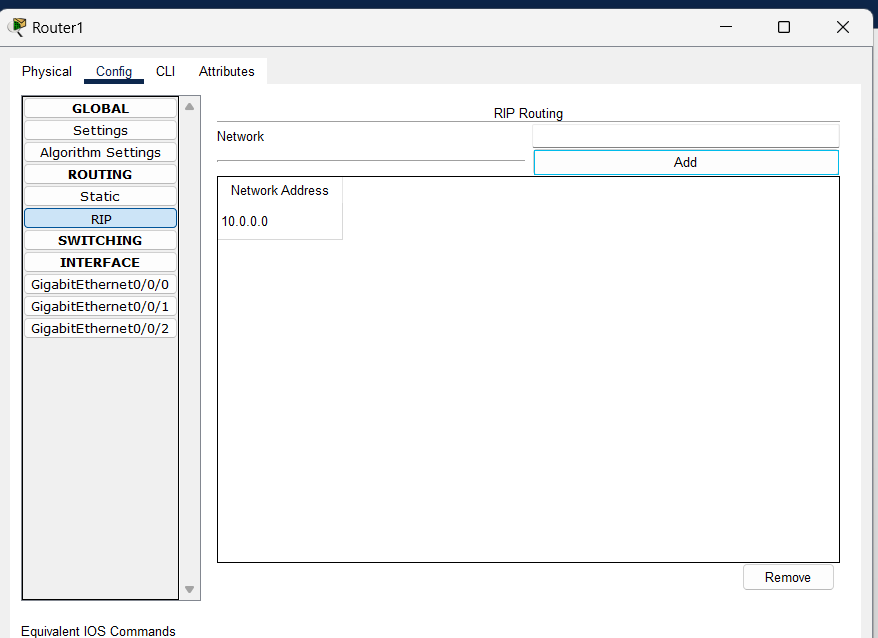 Router1
Physical Config CLI Attributes
GLOBAL
Settings
Algorithm Settings
ROUTING
Static
RIP
SWITCHING
INTERFACE
GigabitEthernet0/0/0
GigabitEthernet0/0/1
GigabitEthernet0/0/2
RIP Routing
Network
Add
Network Address
10.0.0.0
Remove
Equivalent IOS Commands